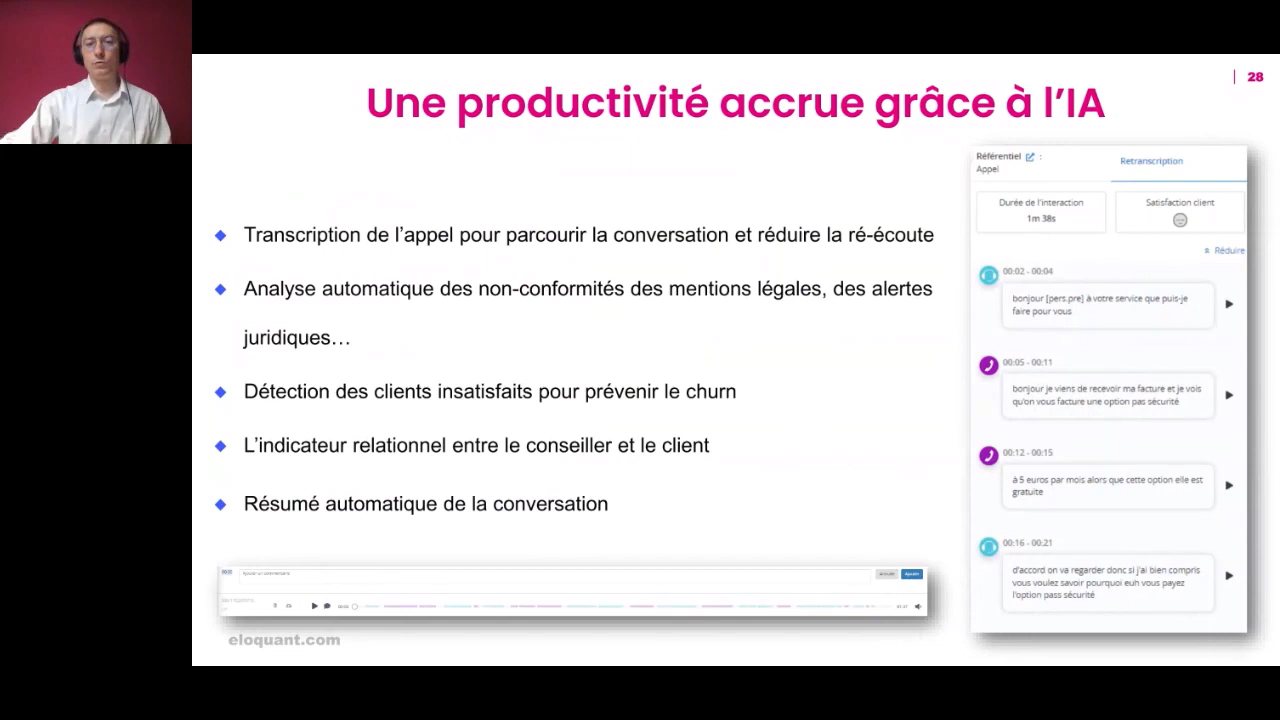 28
Une productivité accrue grâce à l'IA
Transcription de l'appel pour parcourir la conversation et réduire la ré-écoute
Analyse automatique des non-conformités des mentions légales, des alertes
juridiques…
Détection des clients insatisfaits pour prévenir le churn
L'indicateur relationnel entre le conseiller et le client
Résumé automatique de la conversation
Référentiel :
Appel
Retranscription
Durée de l'interaction
1m 38s
Satisfaction client
Réduire
00:02 - 00:04
bonjour [pers.pre] à votre service que puis-je
faire pour vous
00:05 - 00:11
bonjour je viens de recevoir ma facture et je vois
qu'on vous facture une option pas sécurité
00:12 - 00:15
à 5 euros par mois alors que cette option elle est
gratuite
00:16 - 00:21
d'accord on va regarder donc si j'ai bien compris
vous voulez savoir pourquoi euh vous payez
l'option pass sécurité
Ajouter un commentaire
Ajouter
eloquant.com